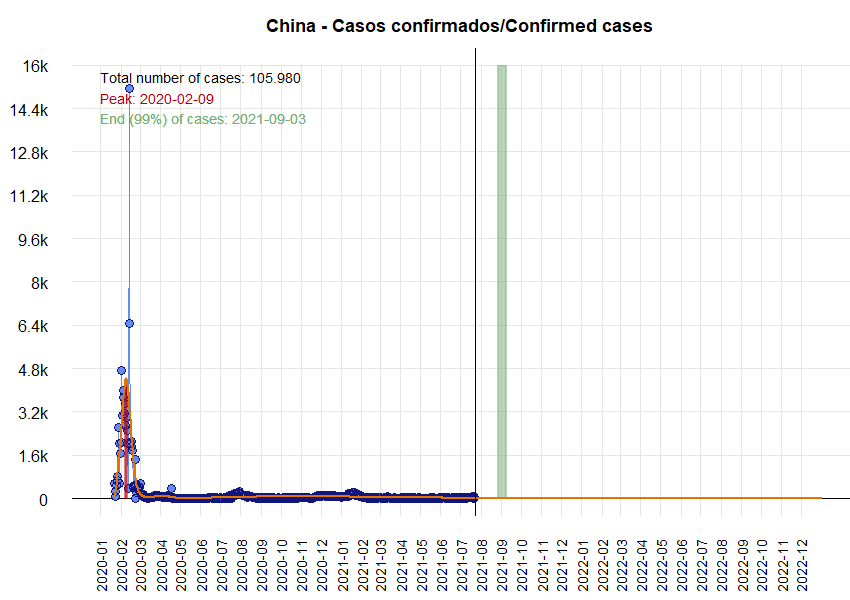 China - Casos confirmados/Confirmed cases
Total number of cases: 105.980
Peak: 2020-02-09
End (99%) of cases: 2021-09-03
16k
14.4k
12.8k
11.2k
9.6k
8k
6.4k
4.8k
3.2k
1.6k
0
2020-01
2020-02
2020-03
2020-04
2020-05
2020-06
2020-07
2020-08
2020-09
2020-10
2020-11
2020-12
2021-01
2021-02
2021-03
2021-04
2021-05
2021-06
2021-07
2021-08
2021-09
2021-10
2021-11
2021-12
2022-01
2022-02
2022-03
2022-04
2022-05
2022-06
2022-07
2022-08
2022-09
2022-10
2022-11
2022-12